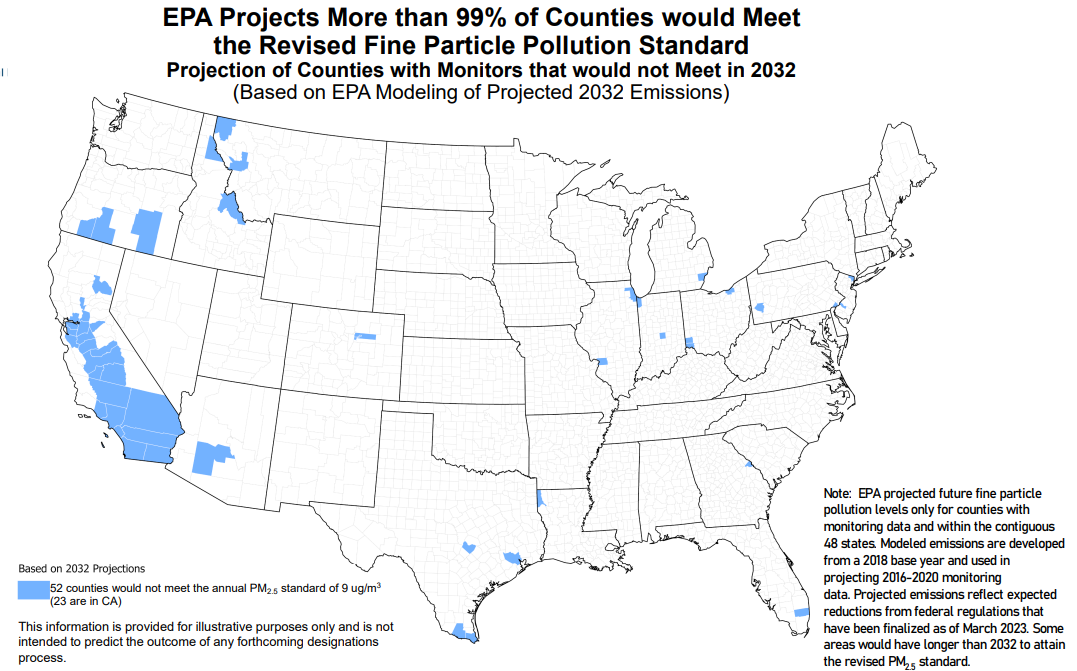 EPA Projects More than 99% of Counties would Meet
the Revised Fine Particle Pollution Standard
Projection of Counties with Monitors that would not Meet in 2032
(Based on EPA Modeling of Projected 2032 Emissions)
Note: EPA projected future fine particle
pollution levels only for counties with
monitoring data and within the contiguous
48 states. Modeled emissions are developed
from a 2018 base year and used in
projecting 2016-2020 monitoring
data. Projected emissions reflect expected
reductions from federal regulations that
have been finalized as of March 2023. Some
areas would have longer than 2032 to attain
the revised PM2.5 standard.
Based on 2032 Projections
52 counties would not meet the annual PM2.5 standard of 9 ug/m³
(23 are in CA)
This information is provided for illustrative purposes only and is not
intended to predict the outcome of any forthcoming designations
process.